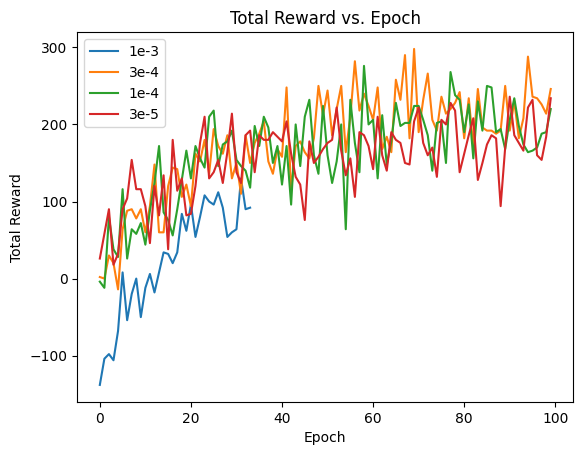 Total Reward vs. Epoch
1e-3
3e-4
1e-4
3e-5
Total Reward
300
200
100
0
−100
0
20
40
60
80
100
Epoch